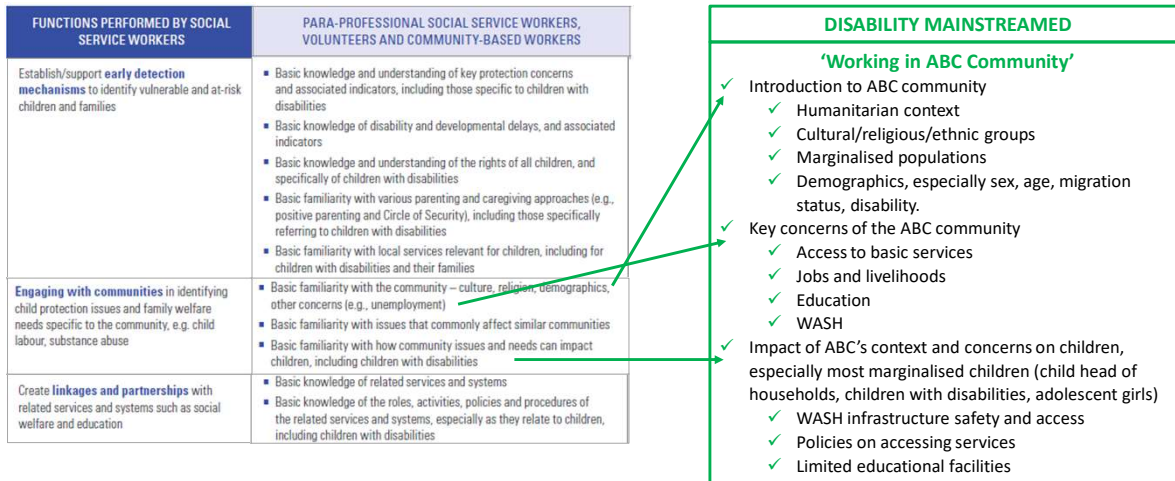 FUNCTIONS PERFORMED BY SOCIAL
SERVICE WORKERS
PARA-PROFESSIONAL SOCIAL SERVICE WORKERS,
VOLUNTEERS AND COMMUNITY-BASED WORKERS
Establish/support early detection
mechanisms to identify vulnerable and at-risk
children and families
▪ Basic knowledge and understanding of key protection concerns
and associated indicators, including those specific to children with
disabilities
▪ Basic knowledge of disability and developmental delays, and associated
indicators
▪ Basic knowledge and understanding of the rights of all children, and
specifically of children with disabilities
▪ Basic familiarity with various parenting and caregiving approaches (e.g.,
positive parenting and Circle of Security), including those specifically
referring to children with disabilities
▪ Basic familiarity with local services relevant for children, including for
children with disabilities and their families
Engaging with communities in identifying
child protection issues and family welfare
needs specific to the community, e.g. child
labour, substance abuse
▪ Basic familiarity with the community – culture, religion, demographics,
other concerns (e.g., unemployment)
▪ Basic familiarity with issues that commonly affect similar communities
▪ Basic familiarity with how community issues and needs can impact
children, including children with disabilities
Create linkages and partnerships with
related services and systems such as social
welfare and education
▪ Basic knowledge of related services and systems
▪ Basic knowledge of the roles, activities, policies and procedures of
the related services and systems, especially as they relate to children,
including children with disabilities
DISABILITY MAINSTREAMED
‘Working in ABC Community’
✓ Introduction to ABC community
✓ Humanitarian context
✓ Cultural/religious/ethnic groups
✓ Marginalised populations
✓ Demographics, especially sex, age, migration
status, disability.
✓ Key concerns of the ABC community
✓ Access to basic services
✓ Jobs and livelihoods
✓ Education
✓ WASH
✓ Impact of ABC’s context and concerns on children,
especially most marginalised children (child head of
households, children with disabilities, adolescent girls)
✓ WASH infrastructure safety and access
✓ Policies on accessing services
✓ Limited educational facilities